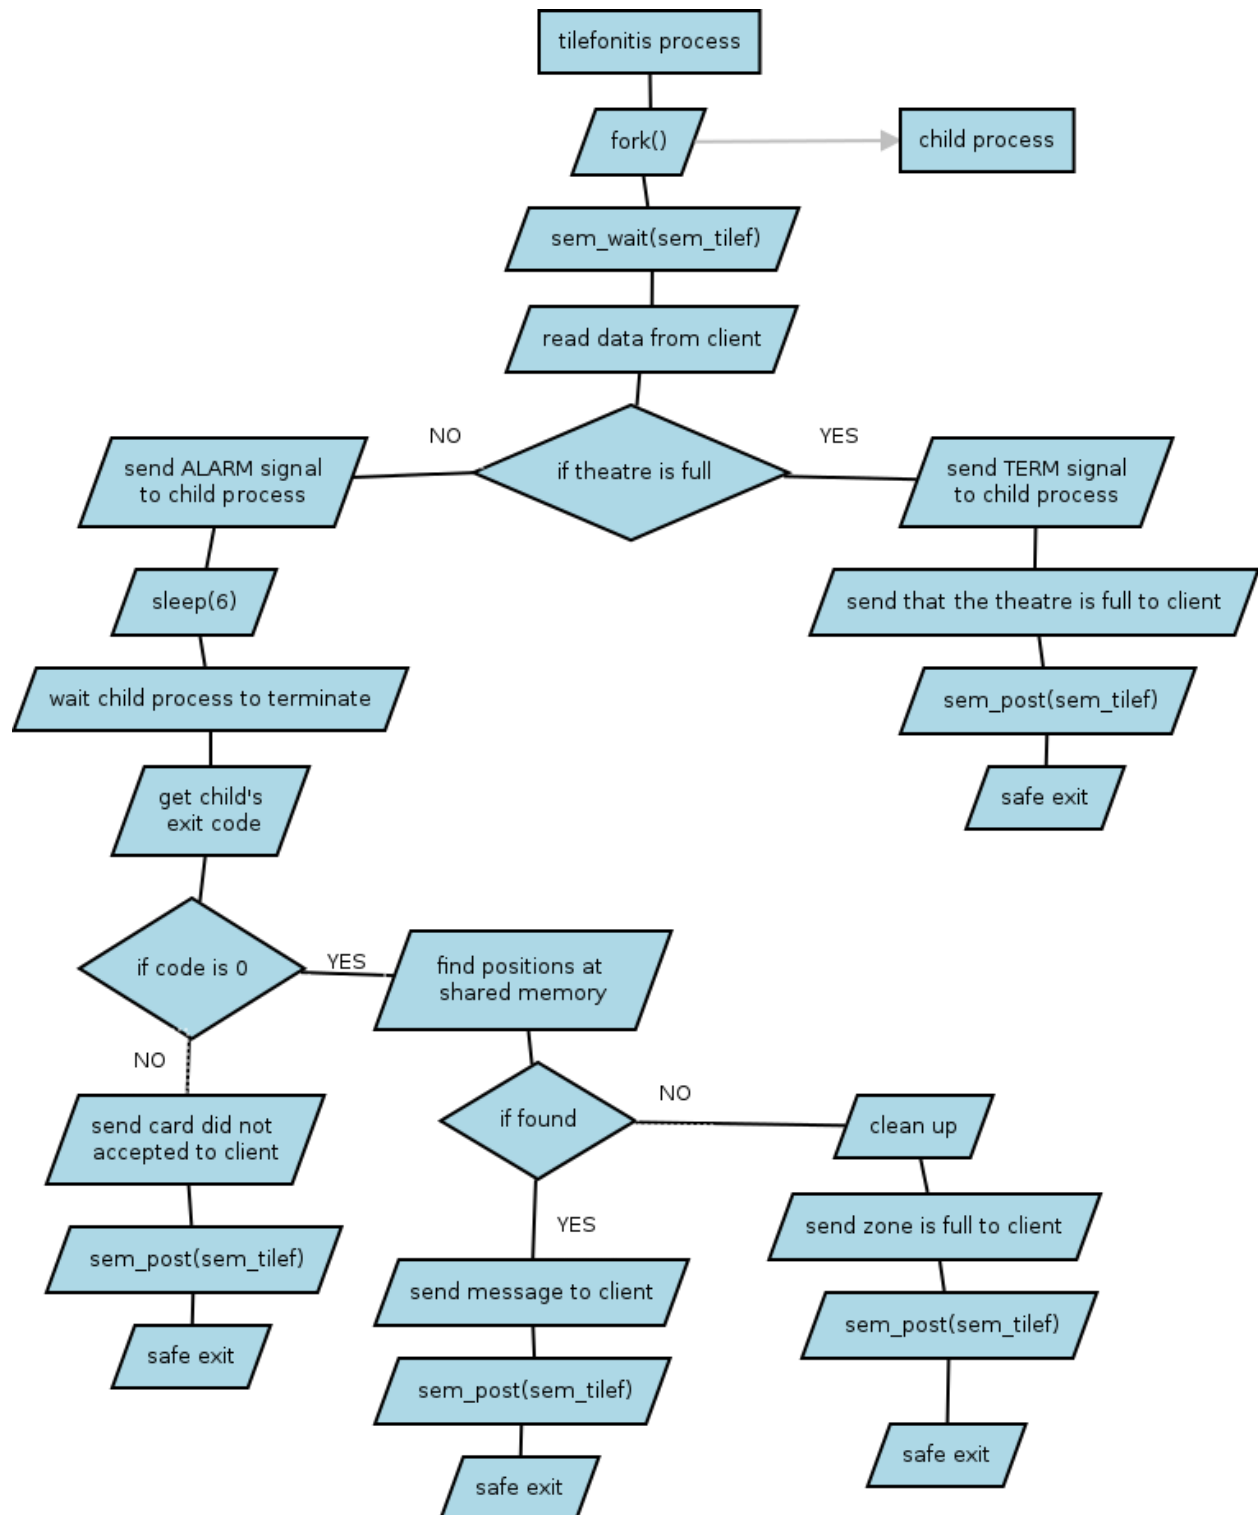 tilefonitis process
fork()
child process
sem_wait(sem_tilef)
read data from client
NO
YES
if theatre is full
send ALARM signal
to child process
send TERM signal
to child process
sleep(6)
send that the theatre is full to client
wait child process to terminate
sem_post(sem_tilef)
get child's
exit code
safe exit
if code is 0
YES
find positions at
shared memory
NO
if found
NO
clean up
send card did not
accepted to client
YES
send zone is full to client
sem_post(sem_tilef)
send message to client
sem_post(sem_tilef)
safe exit
sem_post(sem_tilef)
safe exit
safe exit